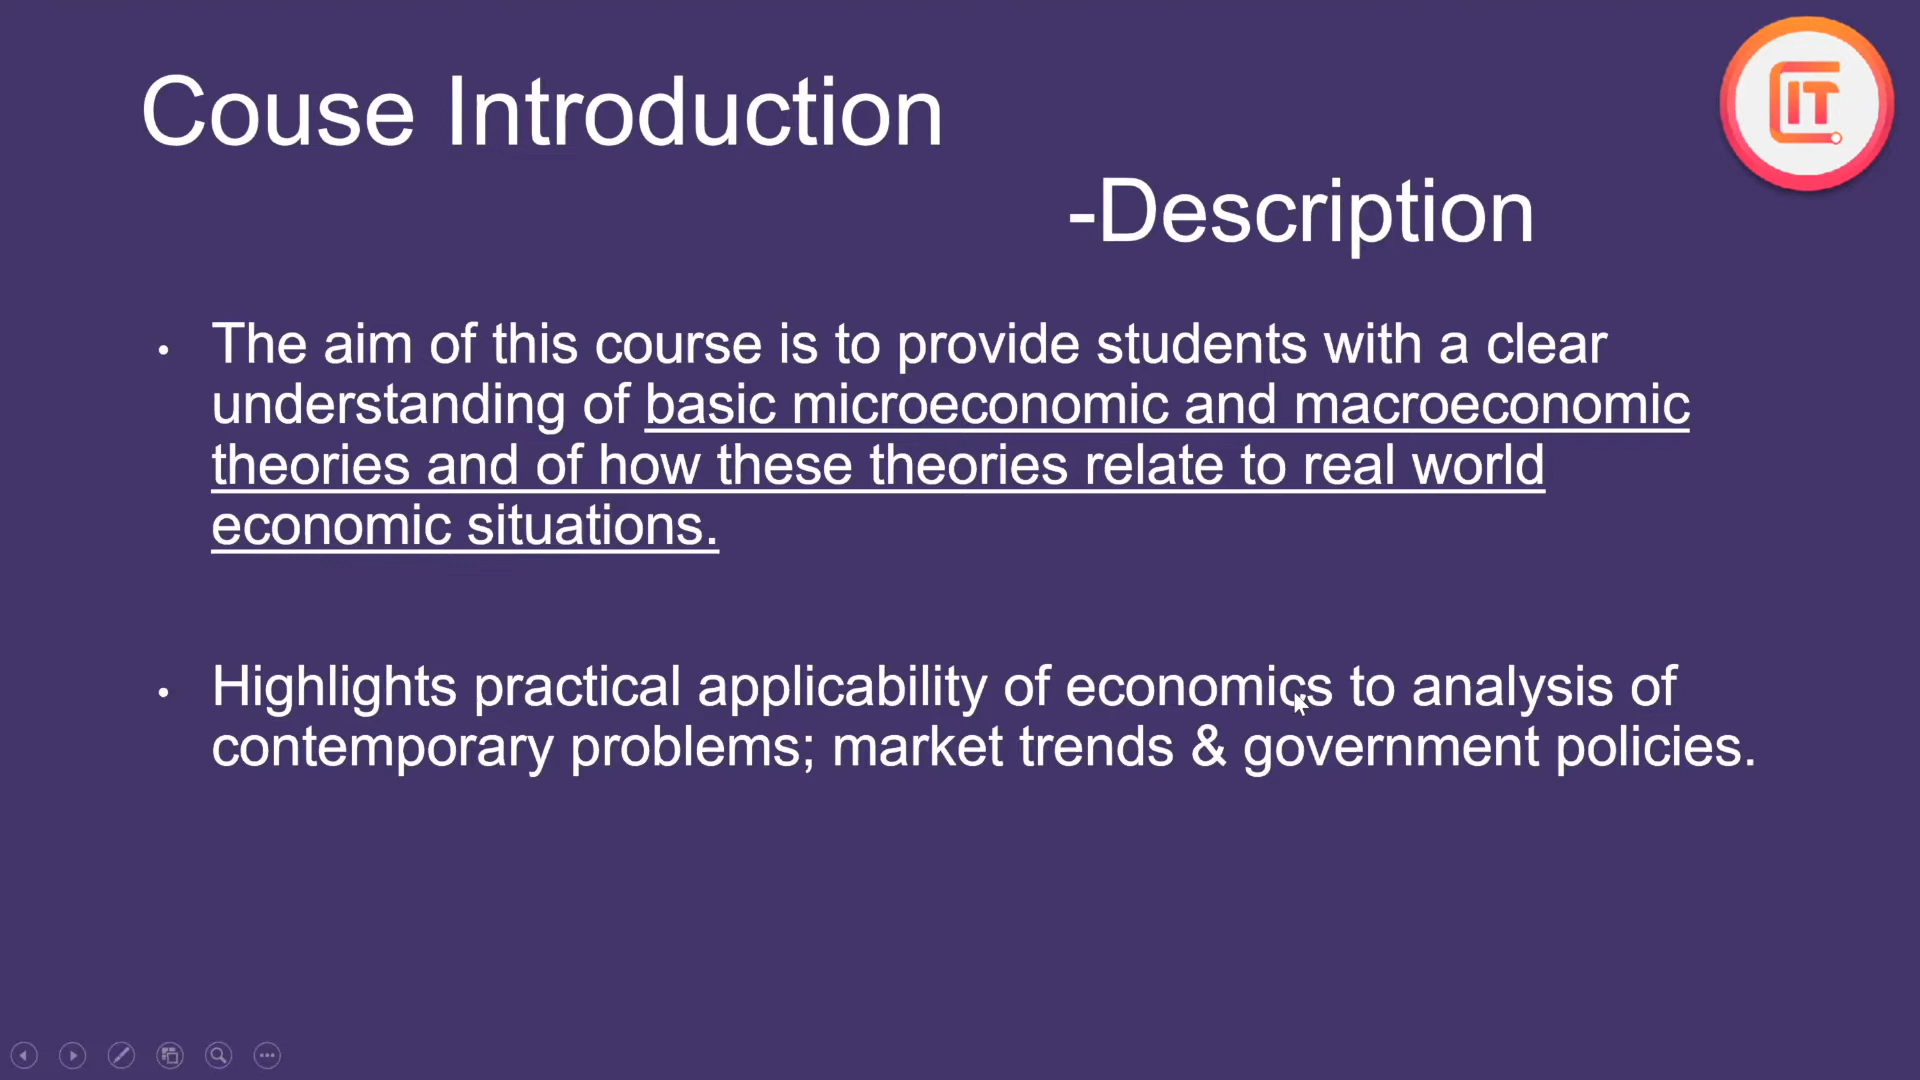 Couse Introduction
IT
-Description
• The aim of this course is to provide students with a clear
understanding of basic microeconomic and macroeconomic
theories and of how these theories relate to real world
economic situations.
• Highlights practical applicability of economics to analysis of
contemporary problems; market trends & government policies.